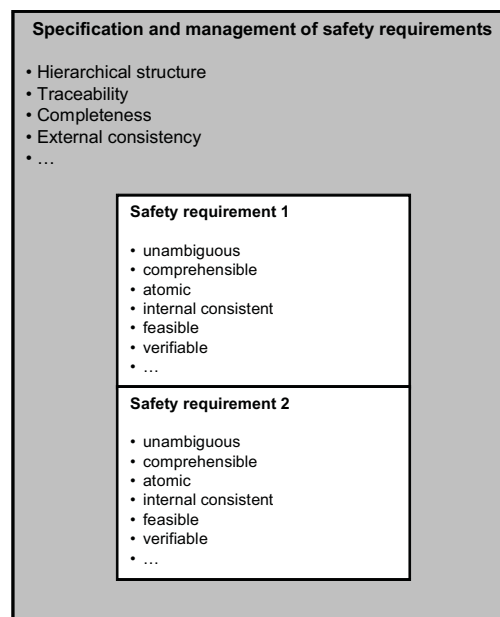 Specification and management of safety requirements
• Hierarchical structure
• Traceability
• Completeness
• External consistency
• …
Safety requirement 1
• unambiguous
• comprehensible
• atomic
• internal consistent
• feasible
• verifiable
• …
Safety requirement 2
• unambiguous
• comprehensible
• atomic
• internal consistent
• feasible
• verifiable
• …